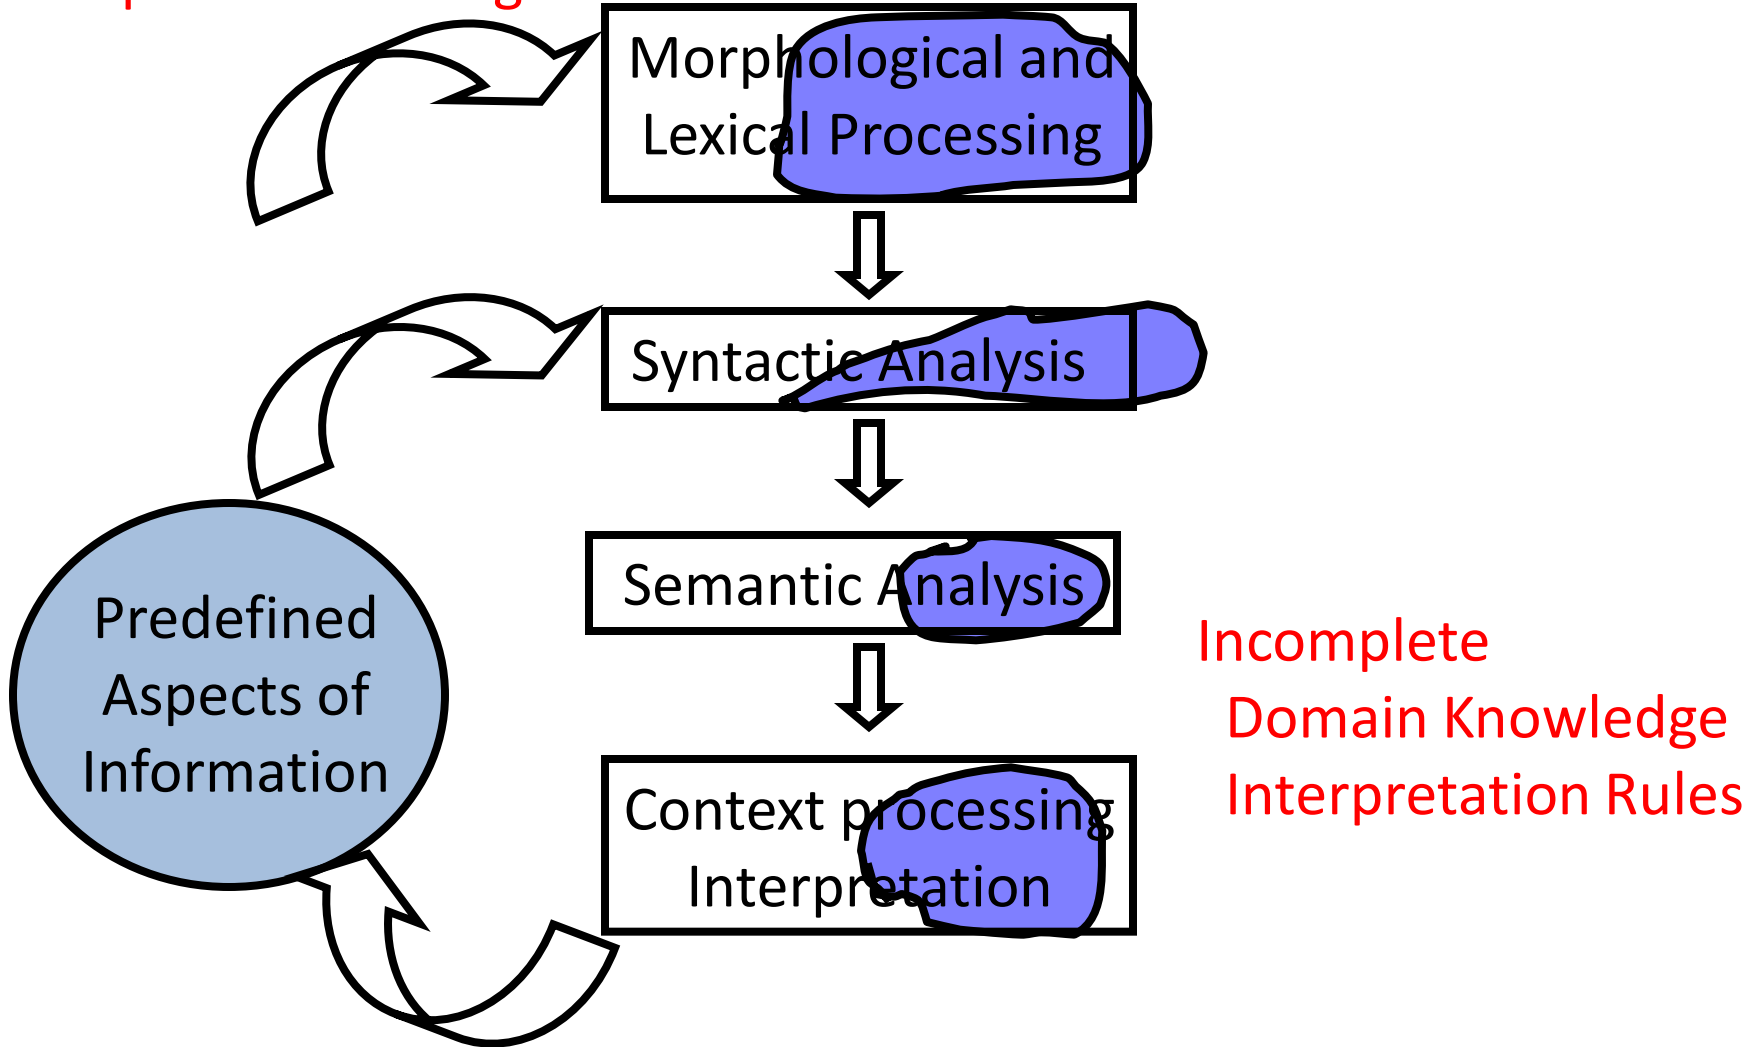 Morphological and
Lexical Processing
Syntactic Analysis
Semantic Analysis
Predefined
Aspects of
Information
Incomplete
Domain Knowledge
Interpretation Rules
Context processing
Interpretation